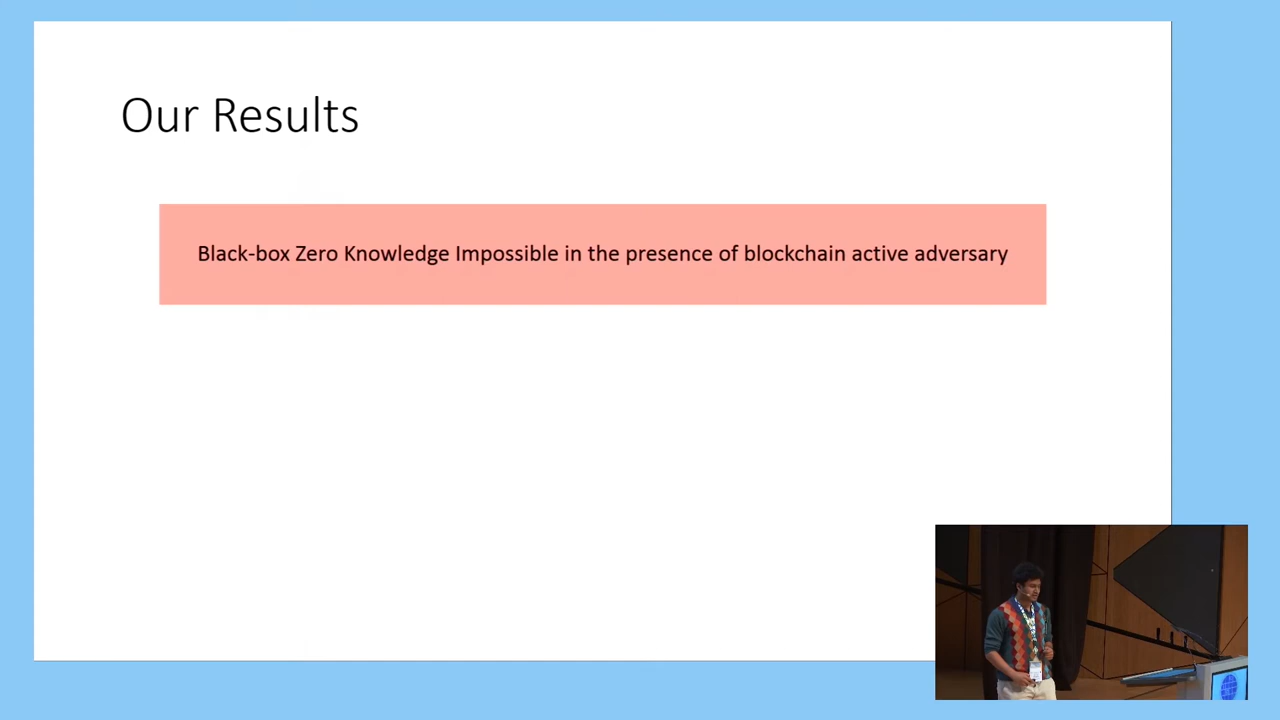 Our Results
Black-box Zero Knowledge Impossible in the presence of blockchain active adversary